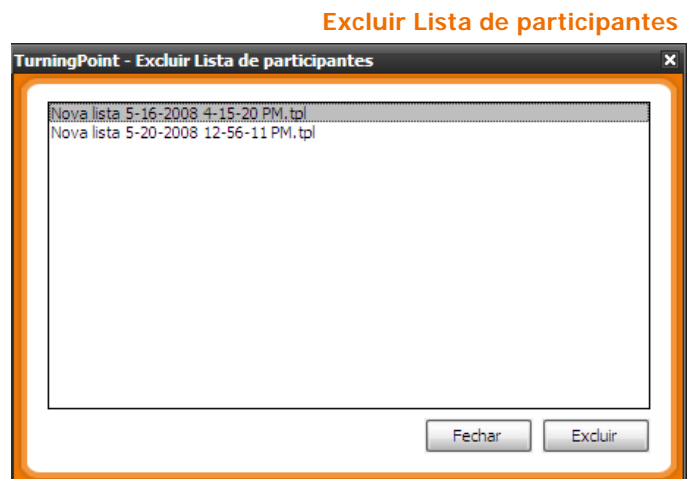 Excluir Lista de participantes
TurningPoint - Excluir Lista de participantes
Nova lista 5-16-2008 4-15-20 PM.tpl
Nova lista 5-20-2008 12-56-11 PM.tpl
Fechar Excluir